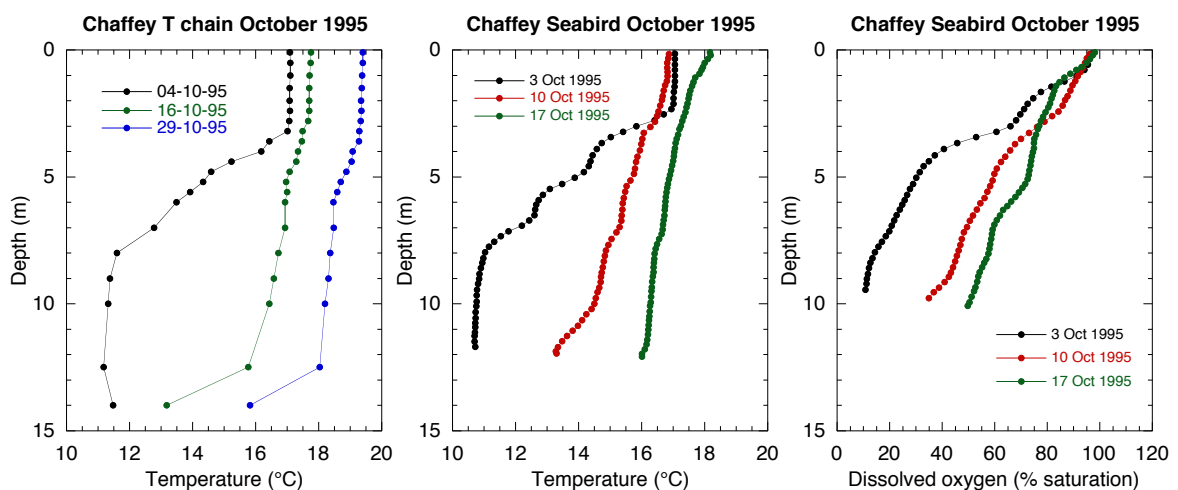 Chaffey T chain October 1995
0
5
10
15
10
12
14
16
18
20
Depth (m)
Temperature (°C)
04-10-95
16-10-95
29-10-95
Chaffey Seabird October 1995
0
5
10
15
10
12
14
16
18
20
Depth (m)
Temperature (°C)
3 Oct 1995
10 Oct 1995
17 Oct 1995
Chaffey Seabird October 1995
0
5
10
15
0
20
40
60
80
100
120
Depth (m)
Dissolved oxygen (% saturation)
3 Oct 1995
10 Oct 1995
17 Oct 1995